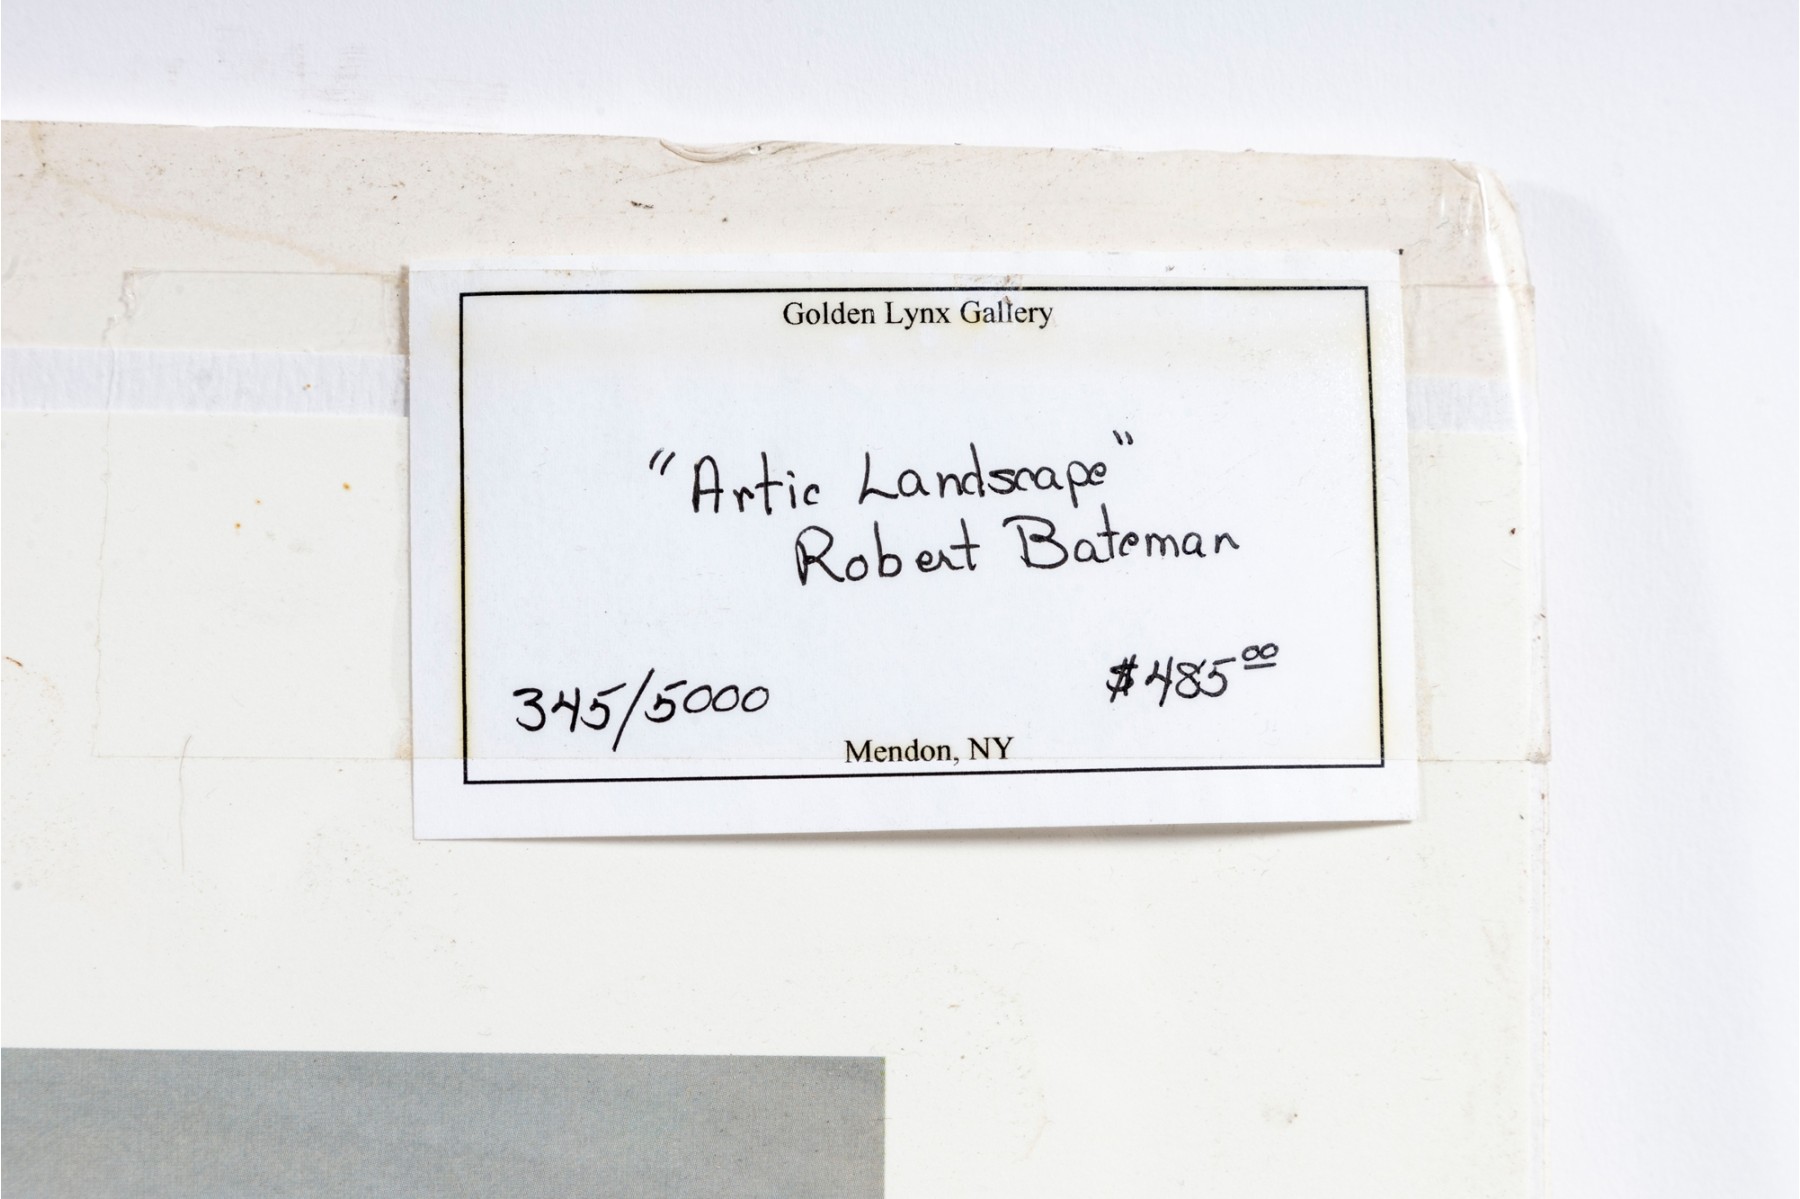 Golden Lynx Gallery
"Artic Landscape"
Robert Bateman
345/5000
$485.00
Mendon, NY